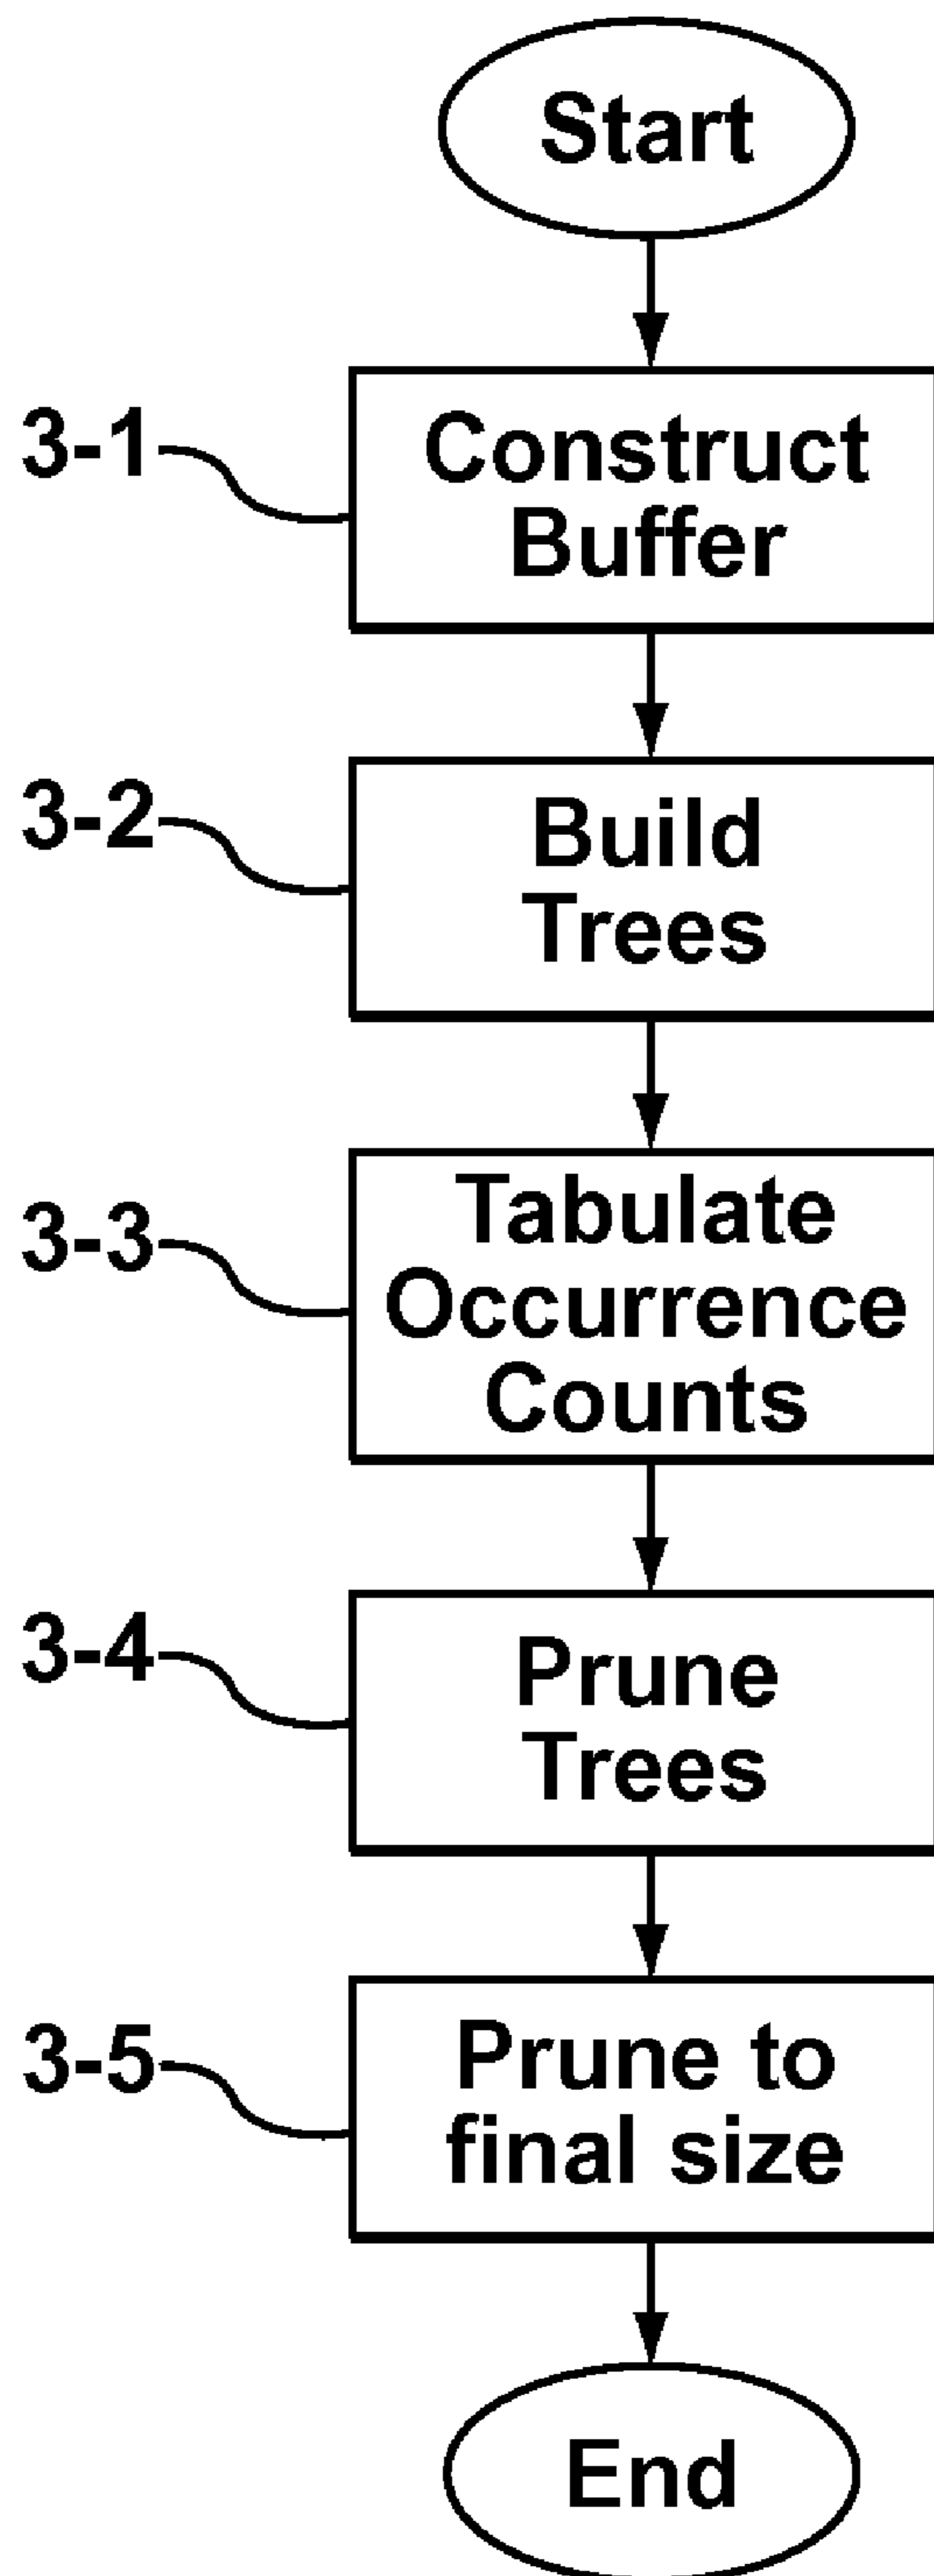 Start
3-1
Construct
Buffer
3-2
Build
Trees
3-3
Tabulate
Occurrence
Counts
3-4
Prune
Trees
3-5
Prune to
final size
End